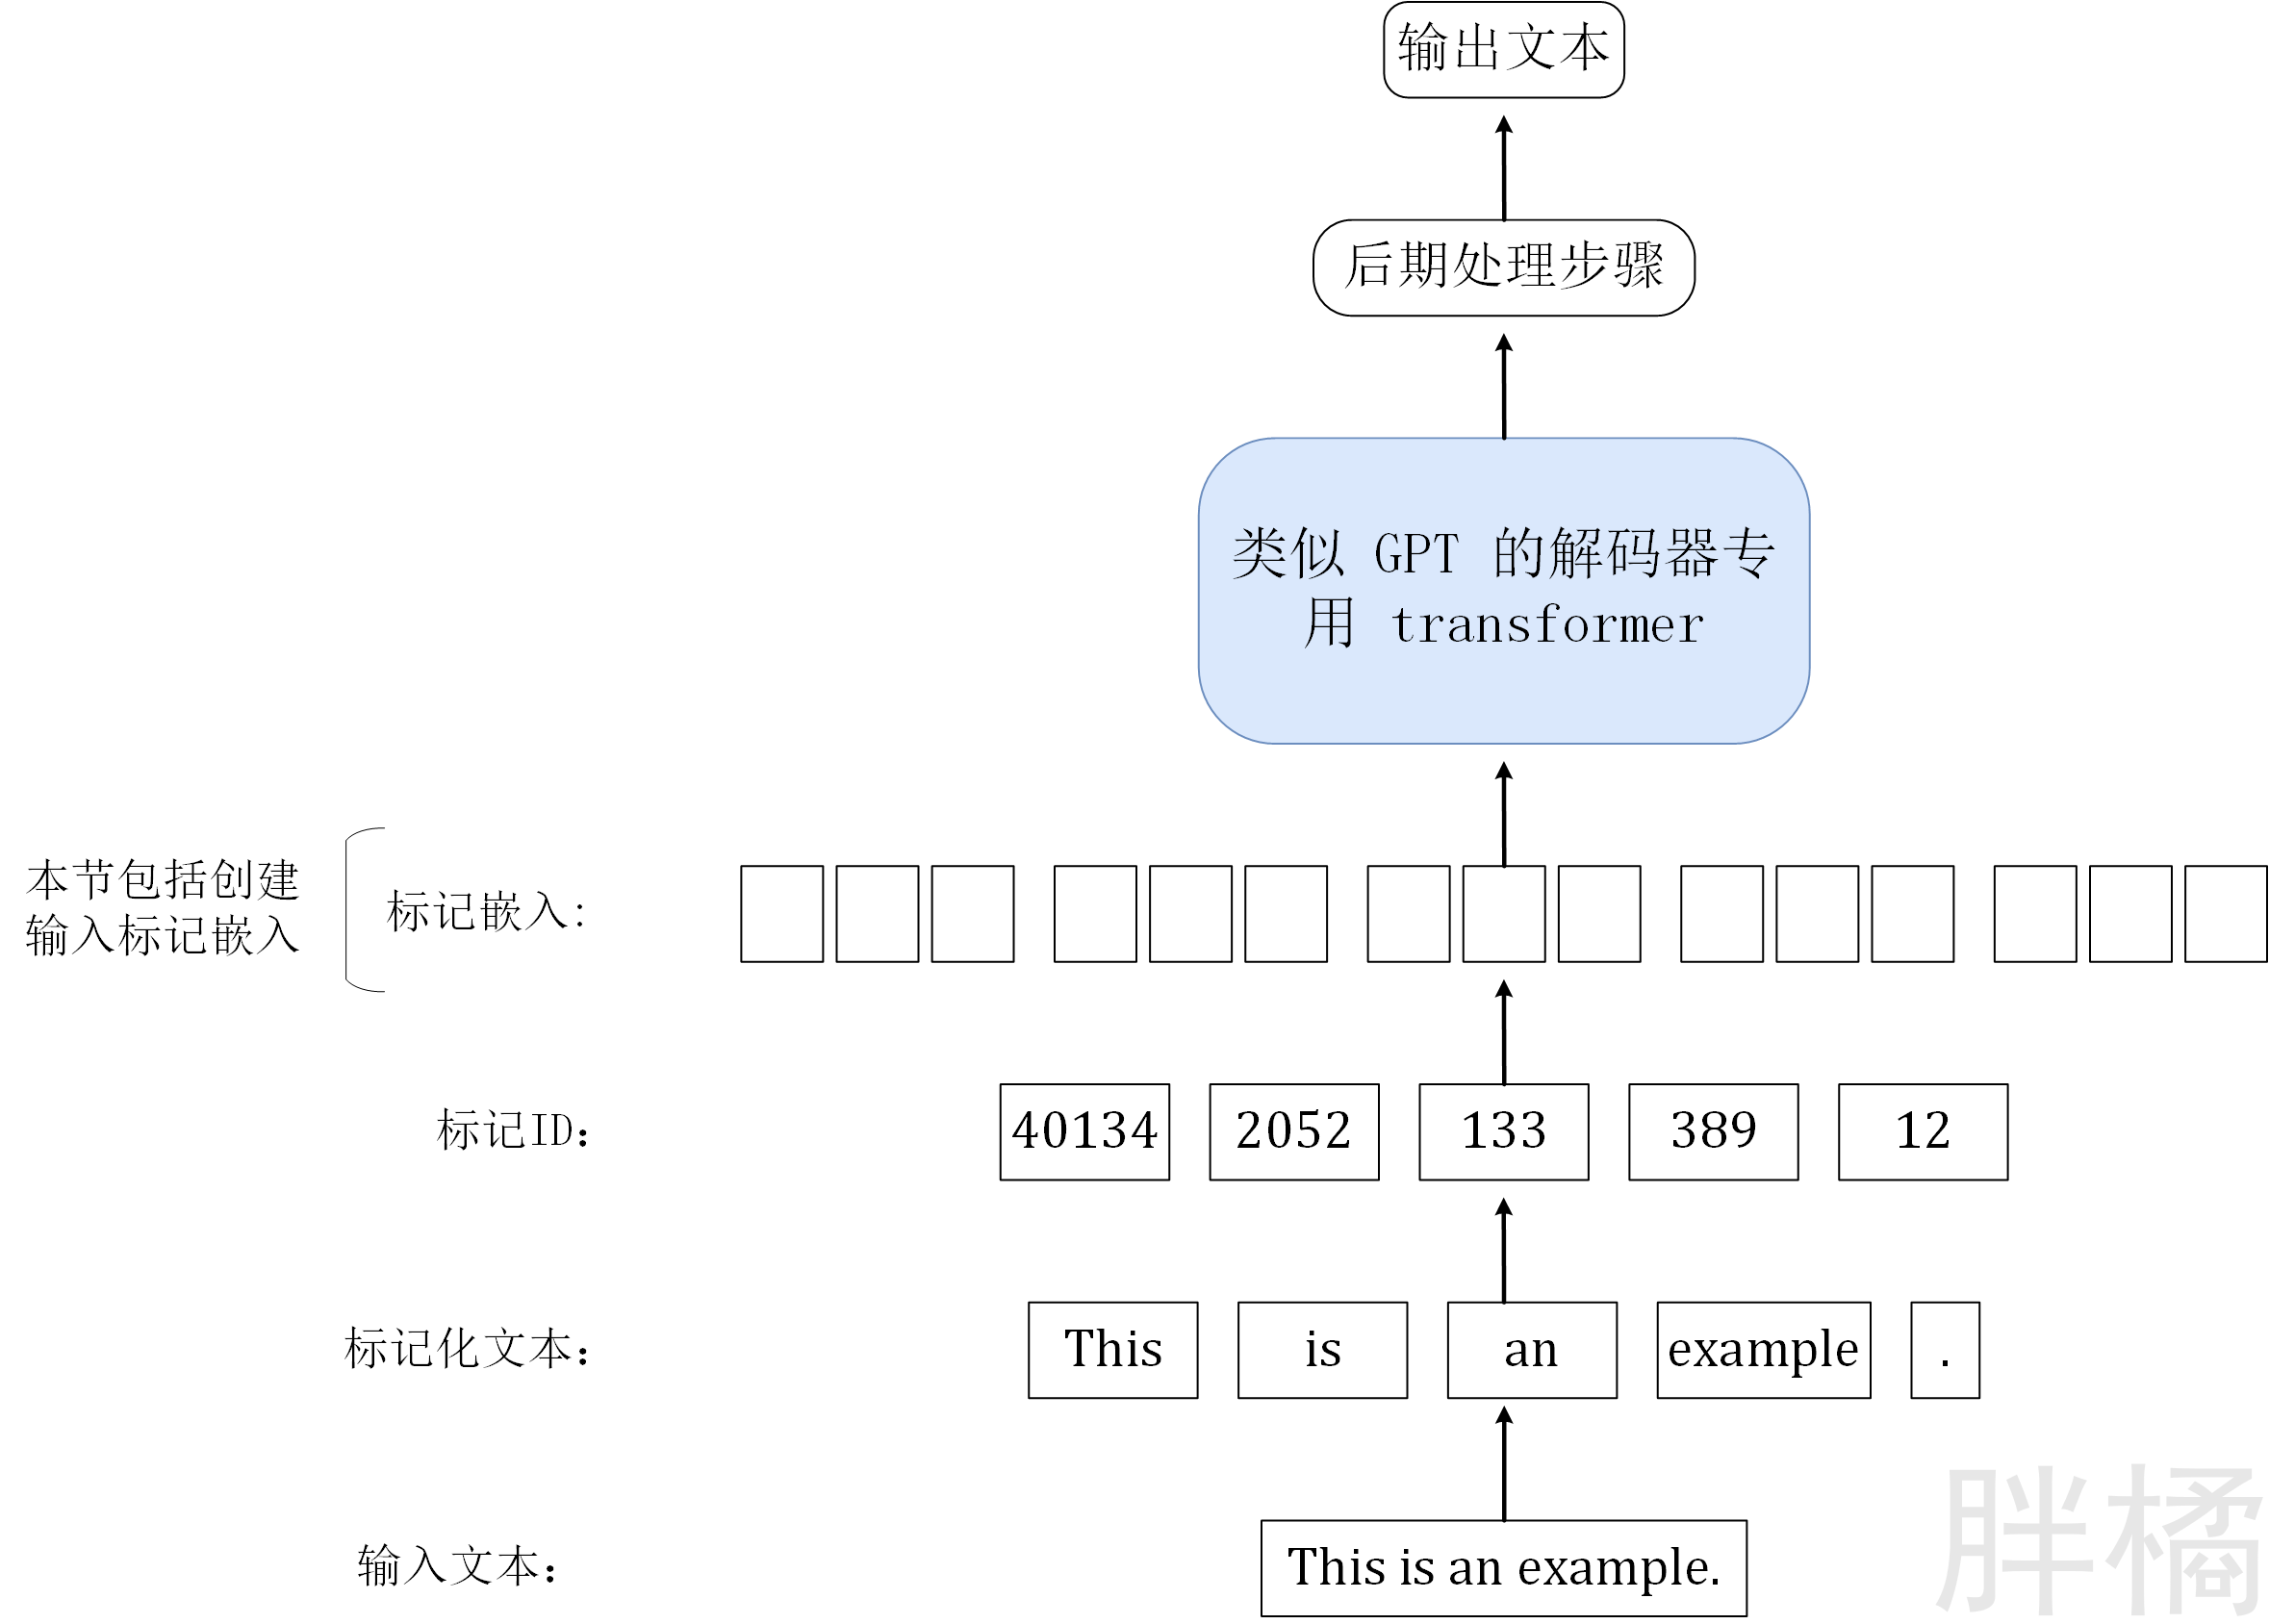 输出文本
后期处理步骤
类似 GPT 的解码器专
用 transformer
本节包括创建
输入标记嵌入
标记嵌入:
标记ID：
40134 2052 133 389 12
标记化文本：
This is an example .
输入文本：
This is an example.
胖橘